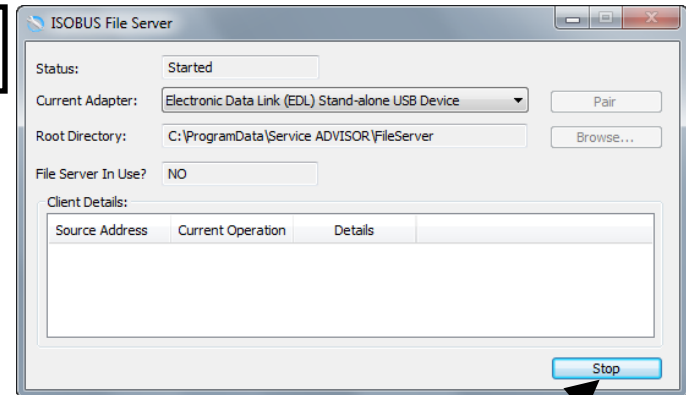 ISOBUS File Server
Status: Started
Current Adapter: Electronic Data Link (EDL) Stand-alone USB Device Pair
Root Directory: C:\ProgramData\Service ADVISOR\FileServer Browse...
File Server In Use? NO
Client Details:
Source Address Current Operation Details
Stop